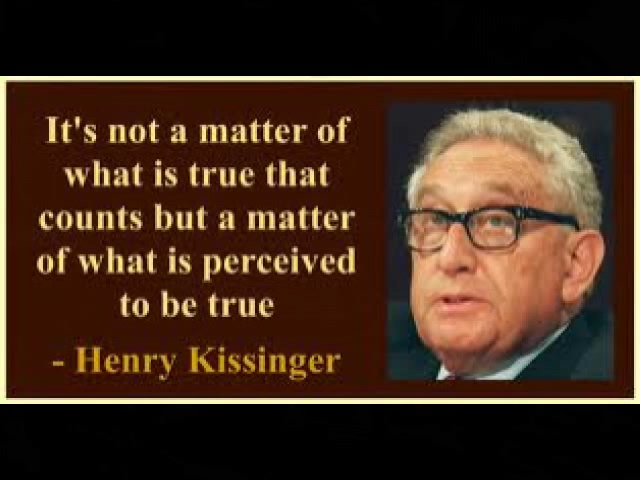 It's not a matter of
what is true that
counts but a matter
of what is perceived
to be true
- Henry Kissinger